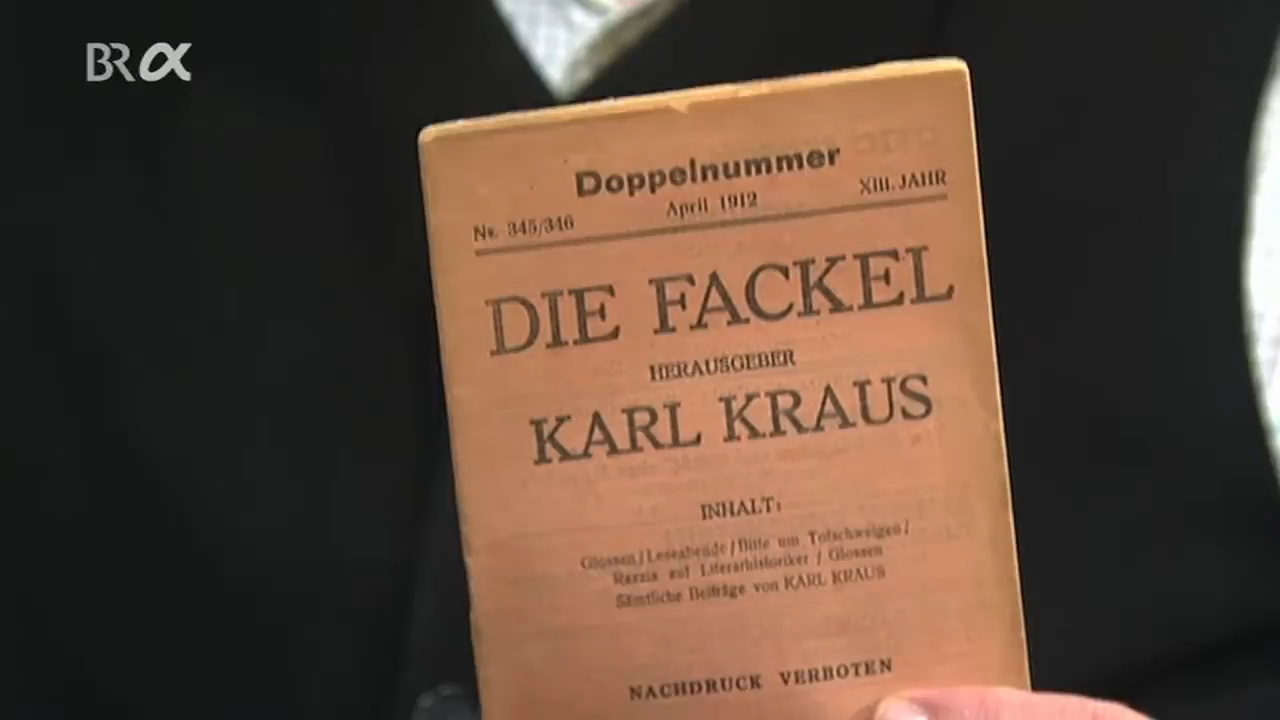 BRα
Doppelnummer
Nr. 345/346 April 1912 XIII. JAHR
DIE FACKEL
HERAUSGEBER
KARL KRAUS
INHALT:
Glossen / Leseabende / Bitte um Totschweigen /
Razzia auf Literarhistoriker / Glossen
Sämtliche Beiträge von KARL KRAUS
NACHDRUCK VERBOTEN